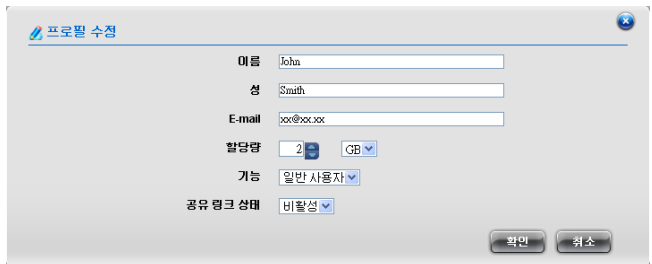 프로필 수정
이름 John
성 Smith
E-mail xx@xx.xx
할당량 2 GB
기능 일반 사용자
공유 링크 상태 비활성
확인 취소